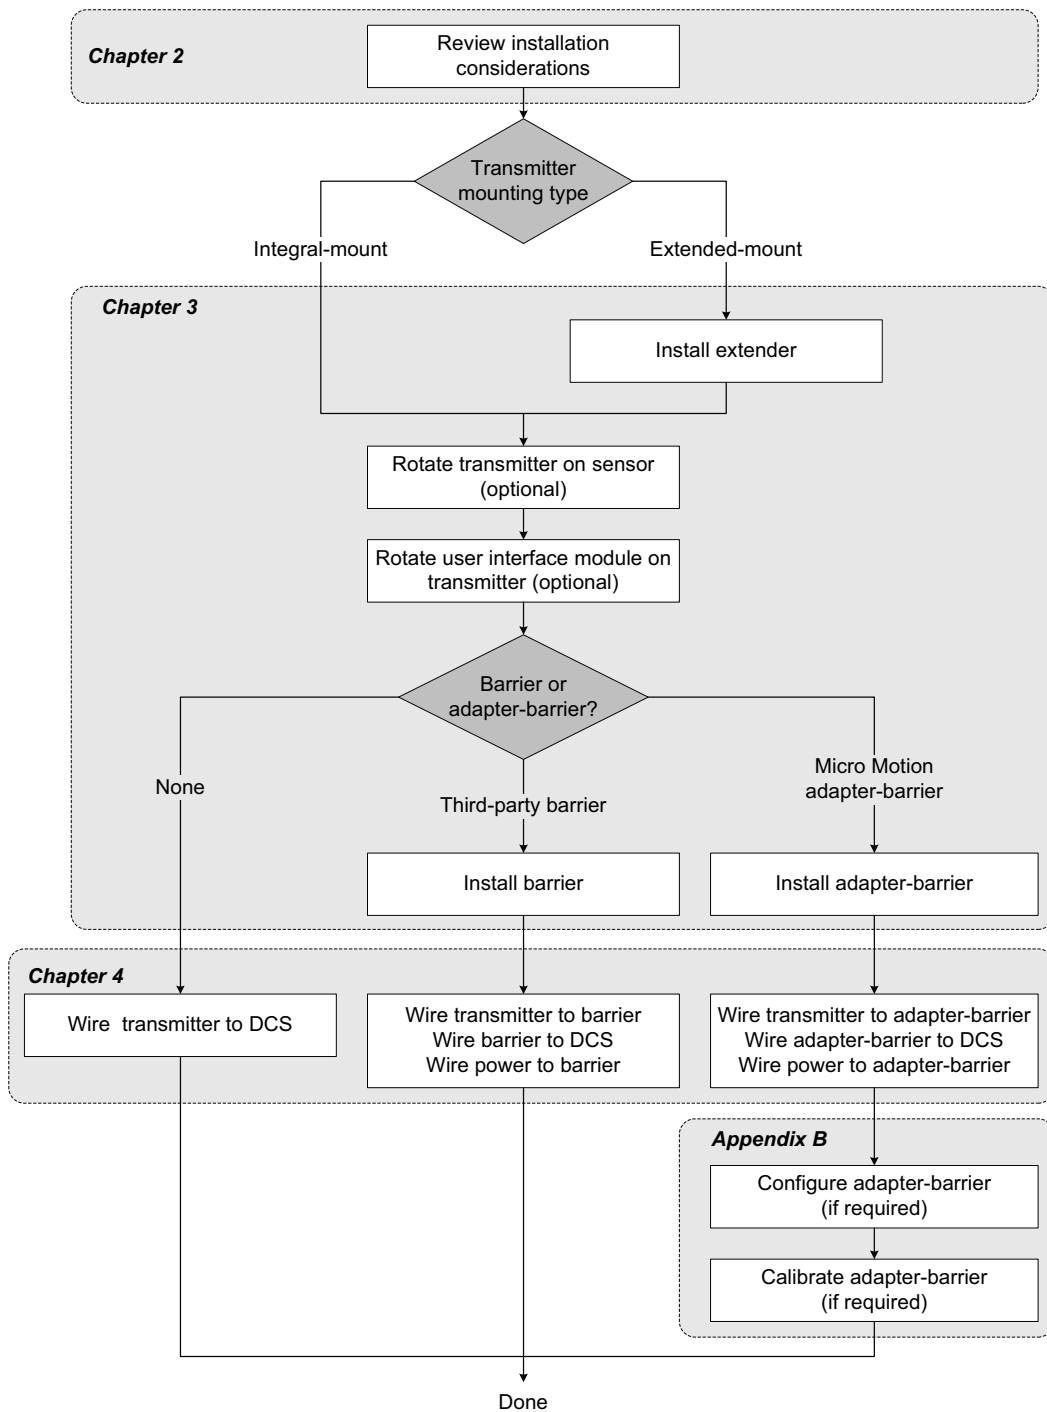 Chapter 2
Review installation
considerations
Transmitter
mounting type
Integral-mount
Extended-mount
Chapter 3
Install extender
Rotate transmitter on sensor
(optional)
Rotate user interface module on
transmitter (optional)
Barrier or
adapter-barrier?
None
Third-party barrier
Micro Motion
adapter-barrier
Install barrier
Install adapter-barrier
Chapter 4
Wire transmitter to DCS
Wire transmitter to barrier
Wire barrier to DCS
Wire power to barrier
Wire transmitter to adapter-barrier
Wire adapter-barrier to DCS
Wire power to adapter-barrier
Appendix B
Configure adapter-barrier
(if required)
Calibrate adapter-barrier
(if required)
Done